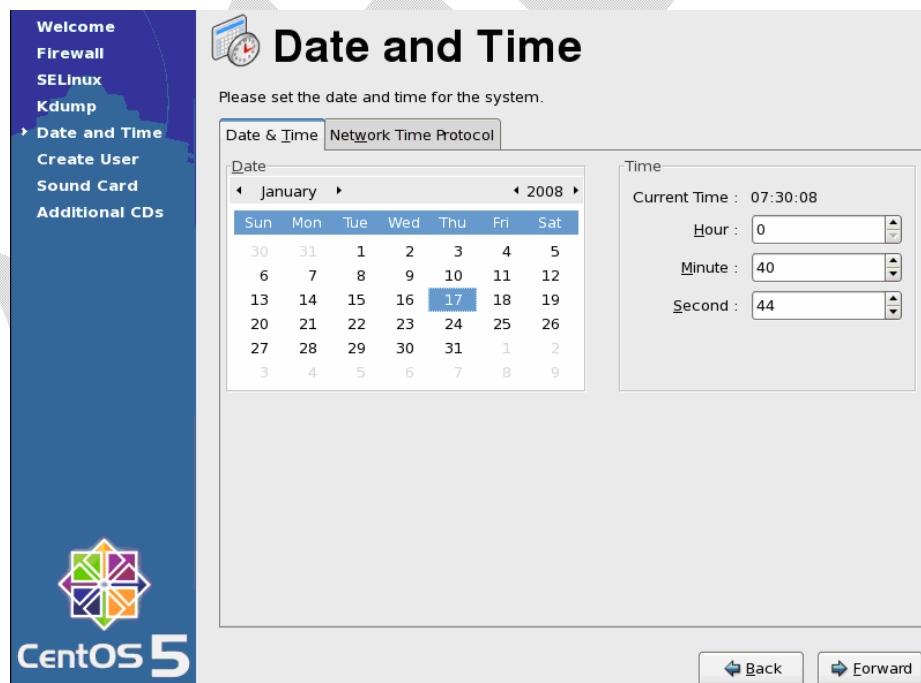 Welcome
Firewall
SELinux
Kdump
Date and Time
Create User
Sound Card
Additional CDs
CentOS 5
Date and Time
Please set the date and time for the system.
Date & Time Network Time Protocol
Date
January 2008
Sun Mon Tue Wed Thu Fri Sat
30 31 1 2 3 4 5
6 7 8 9 10 11 12
13 14 15 16 17 18 19
20 21 22 23 24 25 26
27 28 29 30 31 1 2
3 4 5 6 7 8 9
Time
Current Time : 07:30:08
Hour : 0
Minute : 40
Second : 44
Back Forward